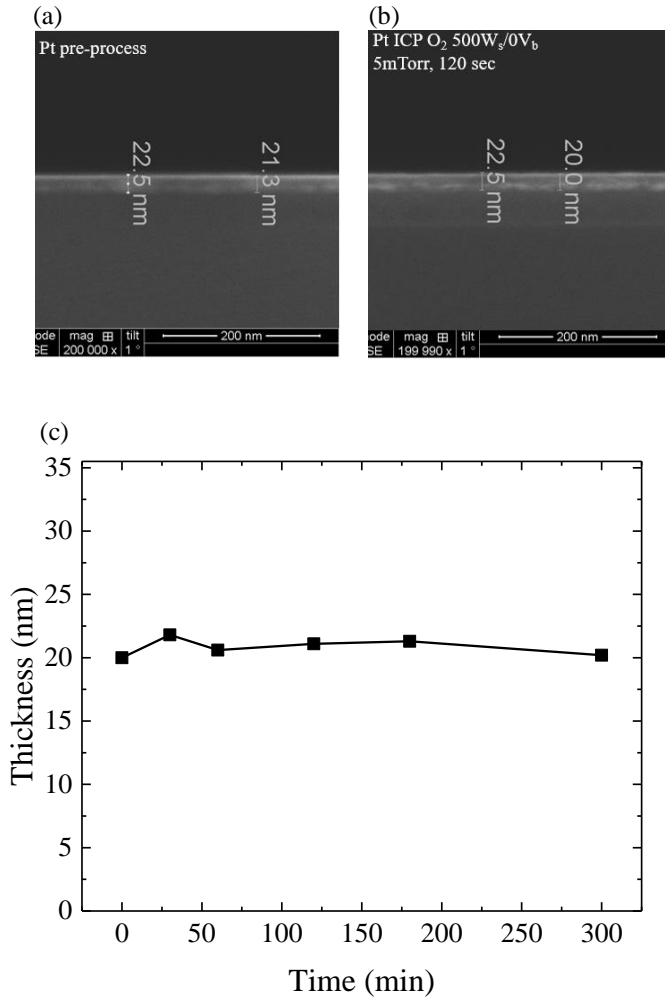 (a)
Pt pre-process
22.5 nm
21.3 nm
ode mag tilt
SE 200 000 x 1 ° 200 nm
(b)
Pt ICP O₂ 500Wₛ/0V_b
5mTorr, 120 sec
22.5 nm
20.0 nm
node mag tilt
SE 199 990 x 1 ° 200 nm
(c)
Thickness (nm)
35
30
25
20
15
10
5
0
0 50 100 150 200 250 300
Time (min)